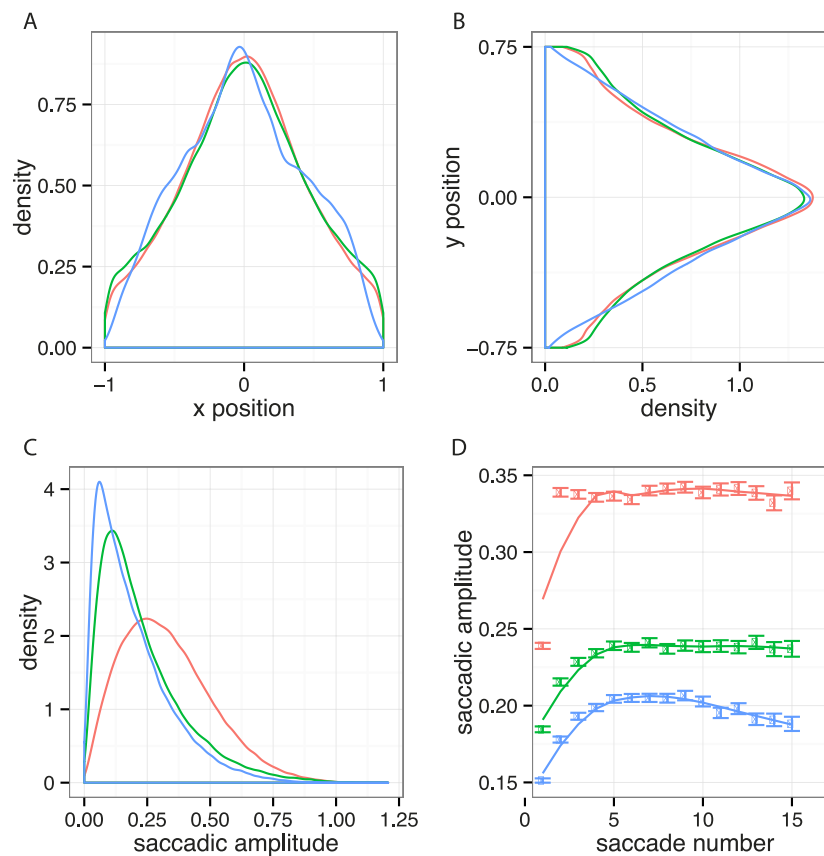 A
0.75
0.50
0.25
0.00
density
−1
0
1
x position
B
0.75
0.00
−0.75
y position
0.0
0.5
1.0
density
C
4
3
2
1
0
density
0.00
0.25
0.50
0.75
1.00
1.25
saccadic amplitude
D
0.35
0.30
0.25
0.20
0.15
saccadic amplitude
0
5
10
15
saccade number